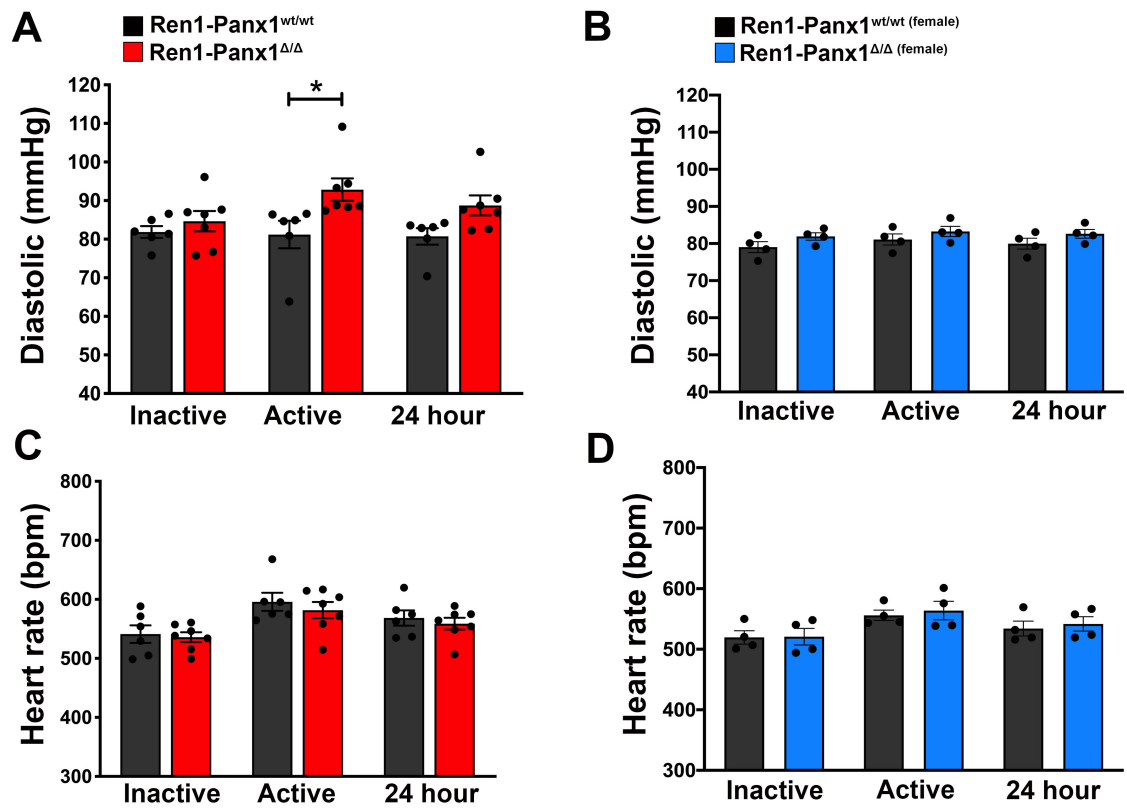 A
Ren1-Panx1wt/wt
Ren1-Panx1Δ/Δ
Diastolic (mmHg)
120
110
100
90
80
70
60
50
40
*
Inactive Active 24 hour
B
Ren1-Panx1wt/wt (female)
Ren1-Panx1Δ/Δ (female)
Diastolic (mmHg)
120
110
100
90
80
70
60
50
40
Inactive Active 24 hour
C
Heart rate (bpm)
800
700
600
500
400
300
Inactive Active 24 hour
D
Heart rate (bpm)
800
700
600
500
400
300
Inactive Active 24 hour